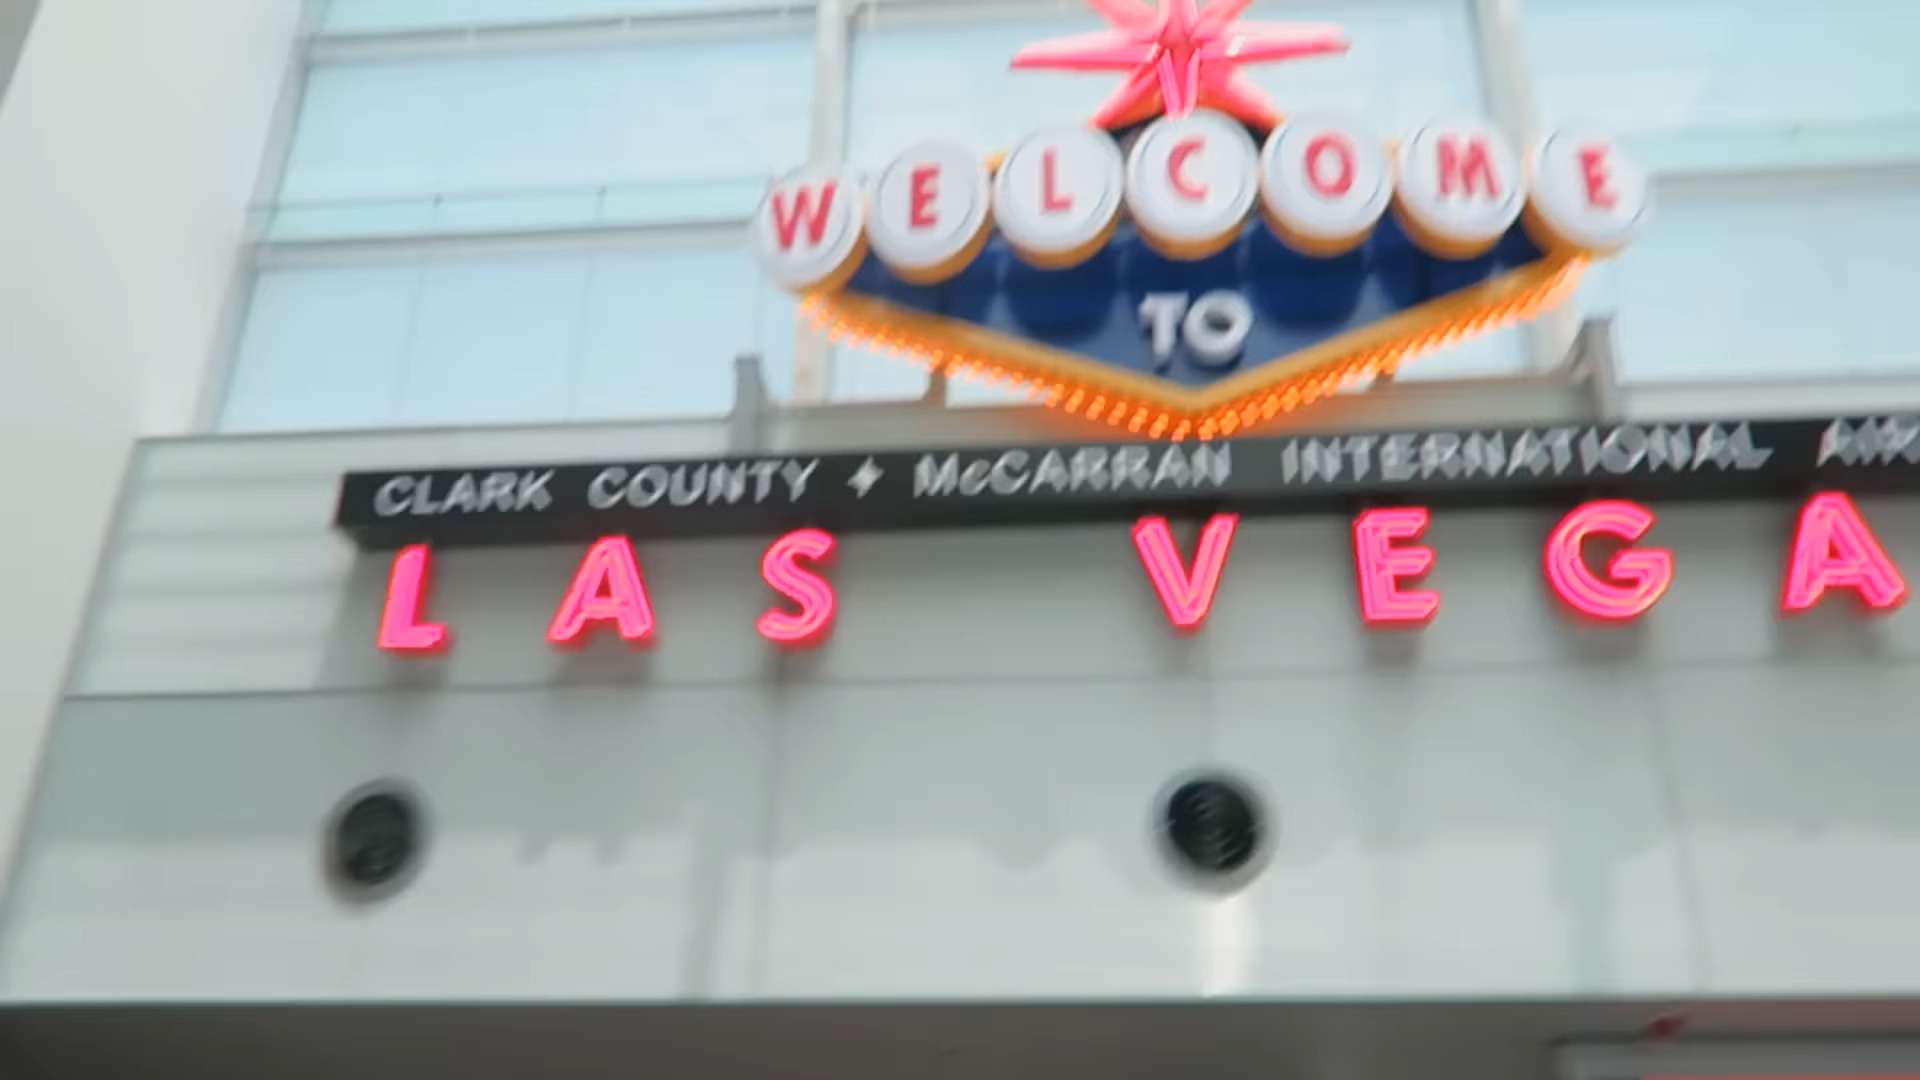 WELCOME
TO
CLARK COUNTY ✦ McCARRAN INTERNATIONAL
LAS VEGA